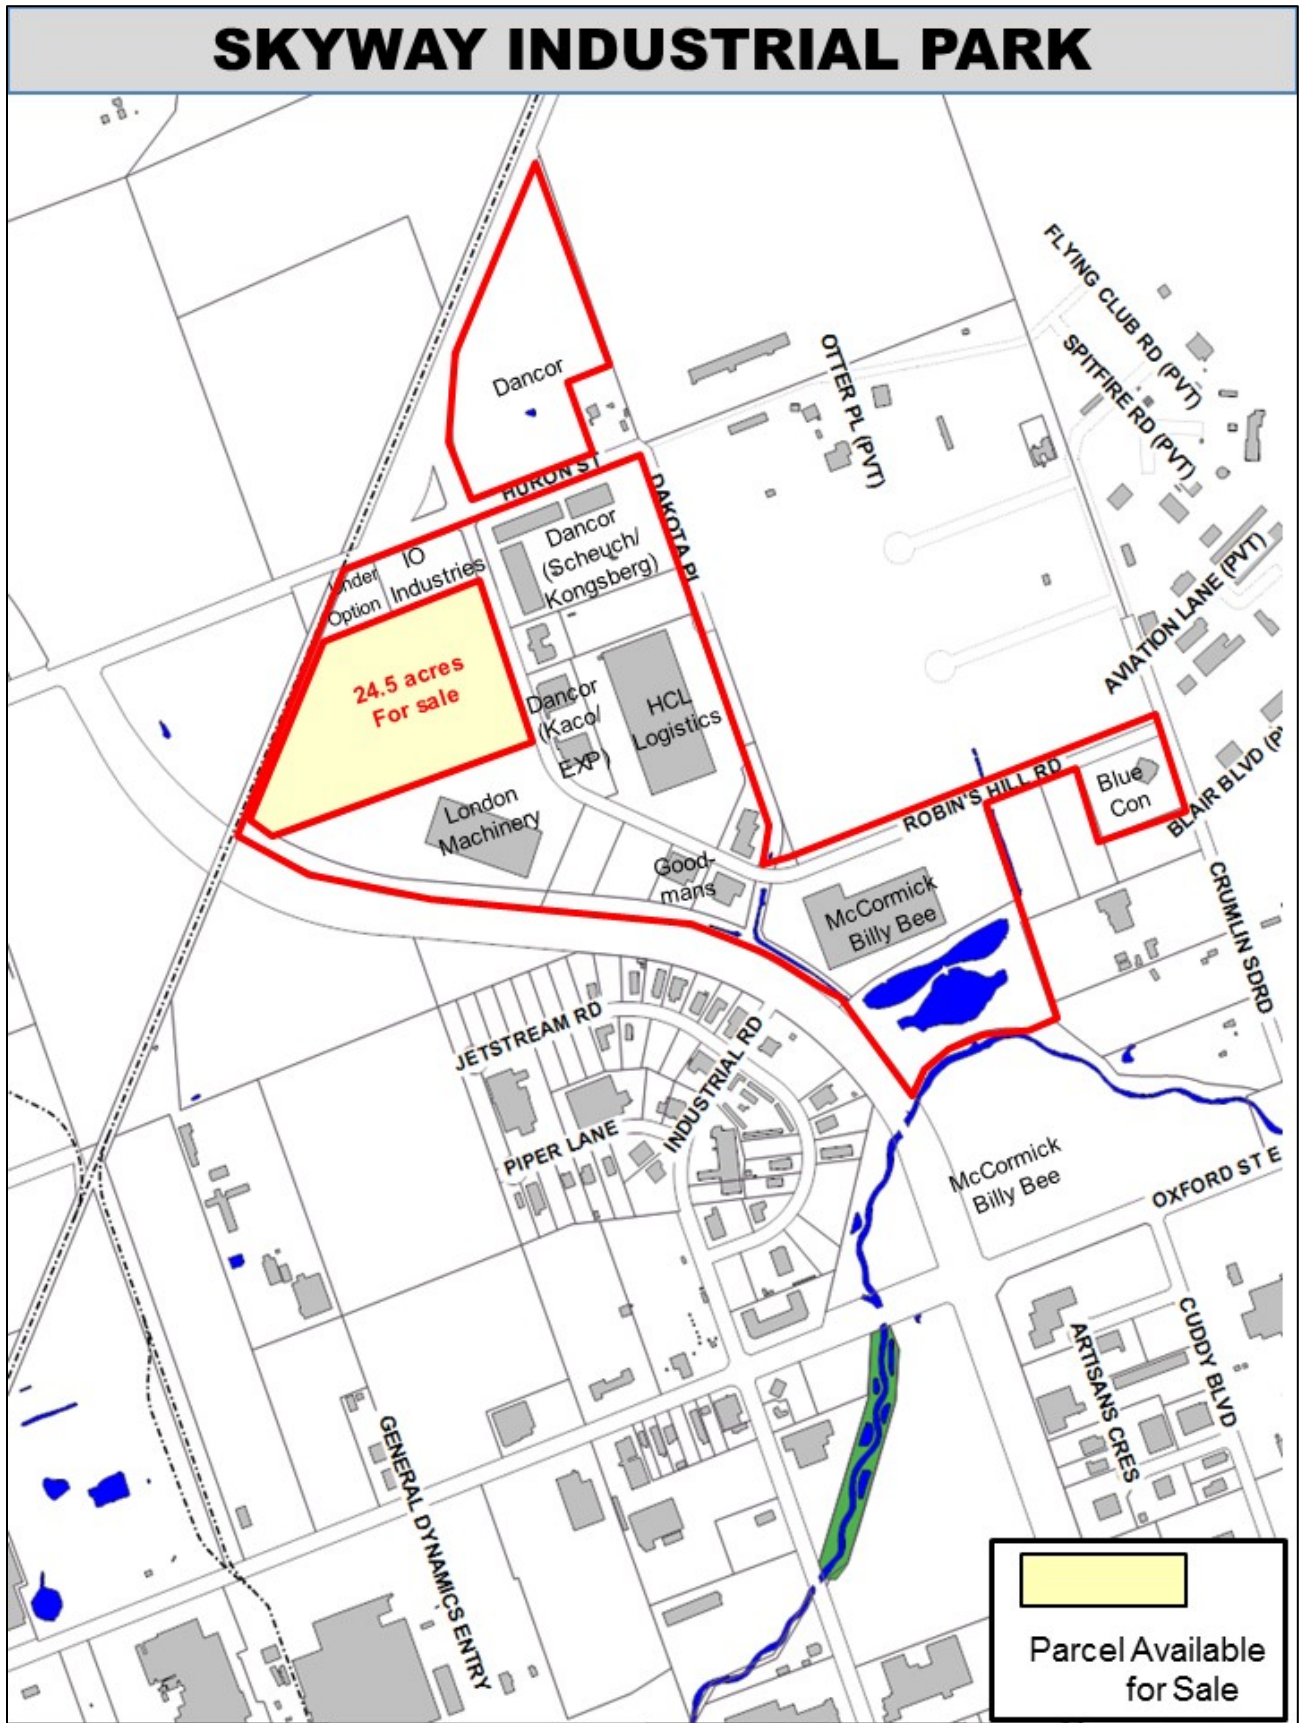 SKYWAY INDUSTRIAL PARK
FLYING CLUB RD (PVT)
SPITFIRE RD (PVT)
OTTER PL (PVT)
Dancor
HURON ST
DAKOTA PL
Dancor
(Scheuch/
Kongsberg)
IO
Industries
Under
Option
24.5 acres
For sale
AVIATION LANE (PVT)
HCL
Logistics
Dancor
(Kaco/
EXP)
London
Machinery
ROBIN'S HILL RD
Blue
Con
BLAIR BLVD
Good-
mans
McCormick
Billy Bee
CRUMLIN SDRD
JETSTREAM RD
INDUSTRIAL RD
PIPER LANE
McCormick
Billy Bee
OXFORD ST E
ARTISANS CRES
CUDDY BLVD
GENERAL DYNAMICS ENTRY
Parcel Available
for Sale